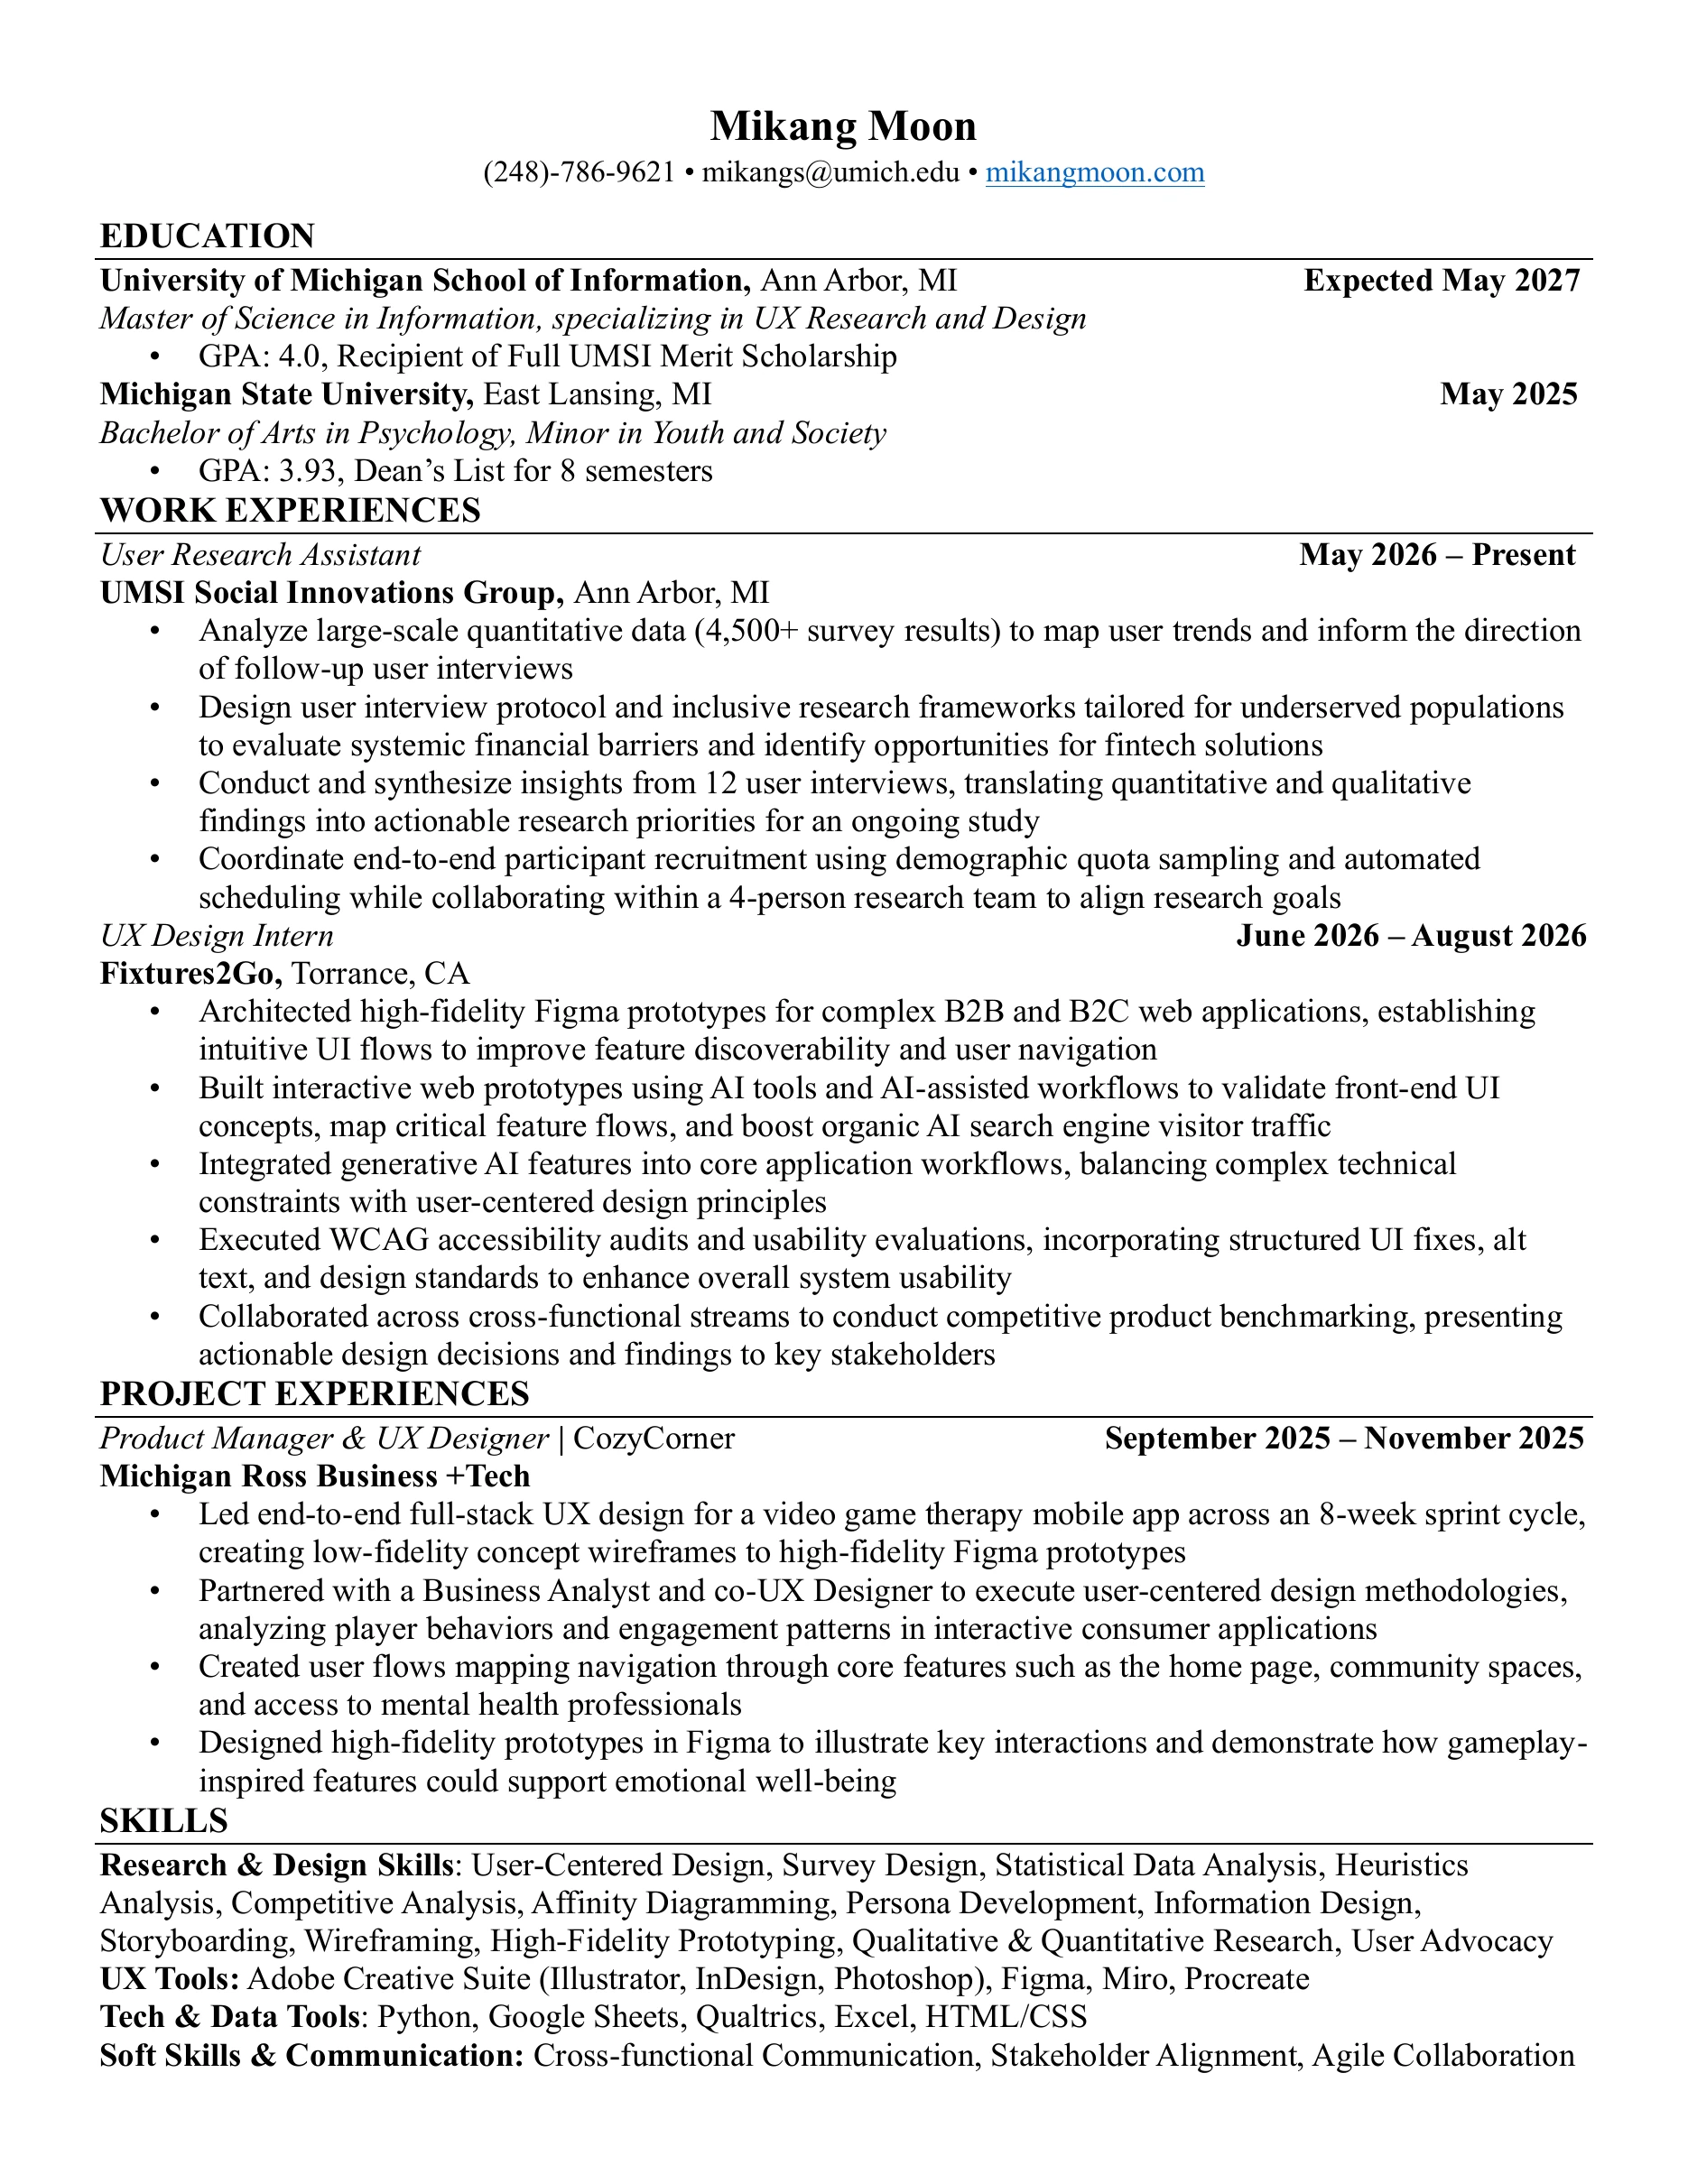 Mikang Moon
(248)-786-9621 • mikangs@umich.edu • mikangmoon.com
EDUCATION
University of Michigan School of Information, Ann Arbor, MI Expected May 2027
Master of Science in Information, specializing in UX Research and Design
• GPA: 4.0, Recipient of Full UMSI Merit Scholarship
Michigan State University, East Lansing, MI May 2025
Bachelor of Arts in Psychology, Minor in Youth and Society
• GPA: 3.93, Dean’s List for 8 semesters
WORK EXPERIENCES
User Research Assistant May 2026 – Present
UMSI Social Innovations Group, Ann Arbor, MI
• Analyze large-scale quantitative data (4,500+ survey results) to map user trends and inform the direction
of follow-up user interviews
• Design user interview protocol and inclusive research frameworks tailored for underserved populations
to evaluate systemic financial barriers and identify opportunities for fintech solutions
• Conduct and synthesize insights from 12 user interviews, translating quantitative and qualitative
findings into actionable research priorities for an ongoing study
• Coordinate end-to-end participant recruitment using demographic quota sampling and automated
scheduling while collaborating within a 4-person research team to align research goals
UX Design Intern June 2026 – August 2026
Fixtures2Go, Torrance, CA
• Architected high-fidelity Figma prototypes for complex B2B and B2C web applications, establishing
intuitive UI flows to improve feature discoverability and user navigation
• Built interactive web prototypes using AI tools and AI-assisted workflows to validate front-end UI
concepts, map critical feature flows, and boost organic AI search engine visitor traffic
• Integrated generative AI features into core application workflows, balancing complex technical
constraints with user-centered design principles
• Executed WCAG accessibility audits and usability evaluations, incorporating structured UI fixes, alt
text, and design standards to enhance overall system usability
• Collaborated across cross-functional streams to conduct competitive product benchmarking, presenting
actionable design decisions and findings to key stakeholders
PROJECT EXPERIENCES
Product Manager & UX Designer | CozyCorner September 2025 – November 2025
Michigan Ross Business +Tech
• Led end-to-end full-stack UX design for a video game therapy mobile app across an 8-week sprint cycle,
creating low-fidelity concept wireframes to high-fidelity Figma prototypes
• Partnered with a Business Analyst and co-UX Designer to execute user-centered design methodologies,
analyzing player behaviors and engagement patterns in interactive consumer applications
• Created user flows mapping navigation through core features such as the home page, community spaces,
and access to mental health professionals
• Designed high-fidelity prototypes in Figma to illustrate key interactions and demonstrate how gameplay-
inspired features could support emotional well-being
SKILLS
Research & Design Skills: User-Centered Design, Survey Design, Statistical Data Analysis, Heuristics
Analysis, Competitive Analysis, Affinity Diagramming, Persona Development, Information Design,
Storyboarding, Wireframing, High-Fidelity Prototyping, Qualitative & Quantitative Research, User Advocacy
UX Tools: Adobe Creative Suite (Illustrator, InDesign, Photoshop), Figma, Miro, Procreate
Tech & Data Tools: Python, Google Sheets, Qualtrics, Excel, HTML/CSS
Soft Skills & Communication: Cross-functional Communication, Stakeholder Alignment, Agile Collaboration